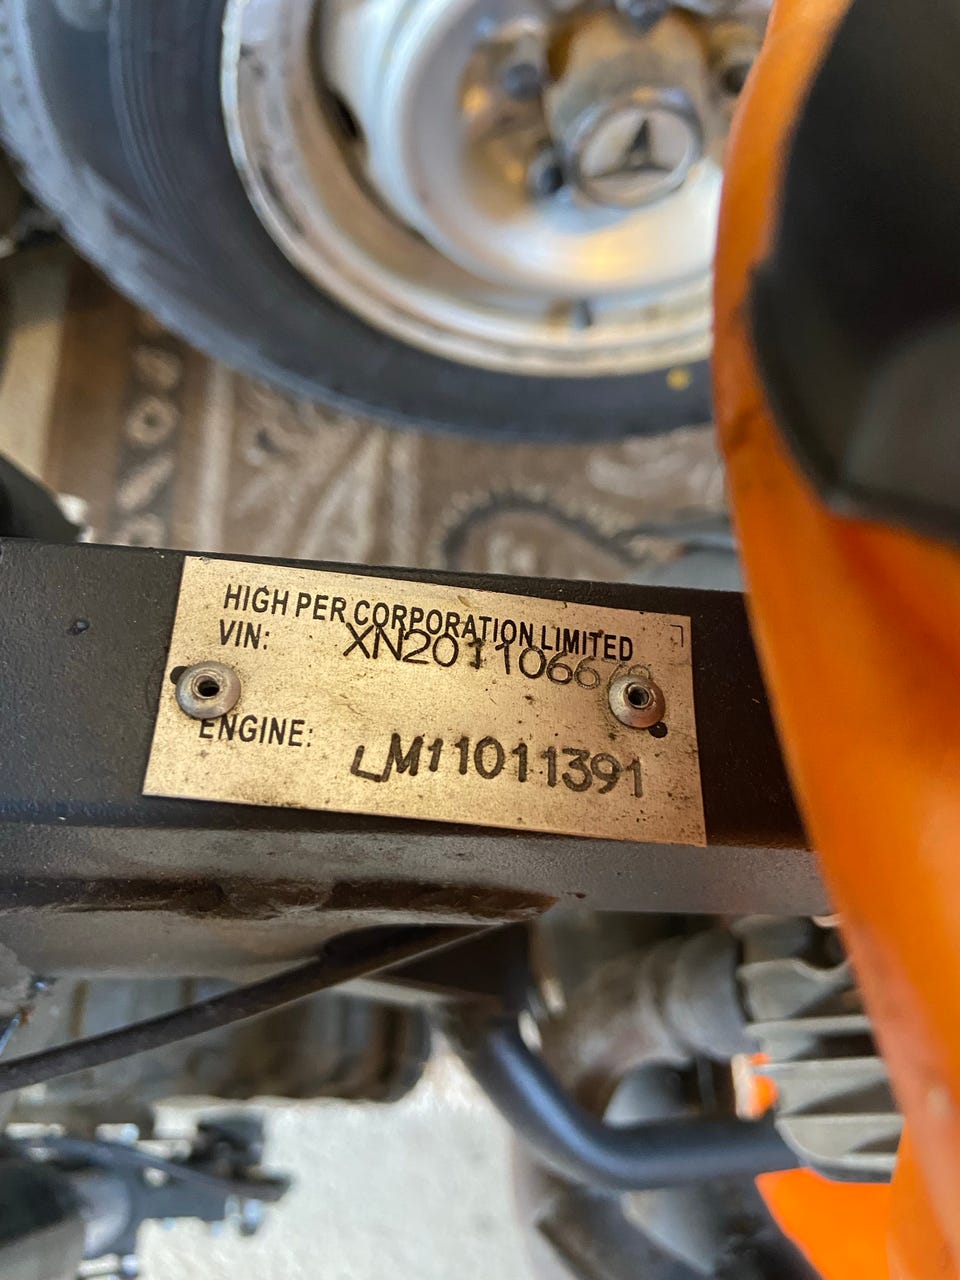 HIGH PER CORPORATION LIMITED
VIN: XN2011066
ENGINE: LM11011391